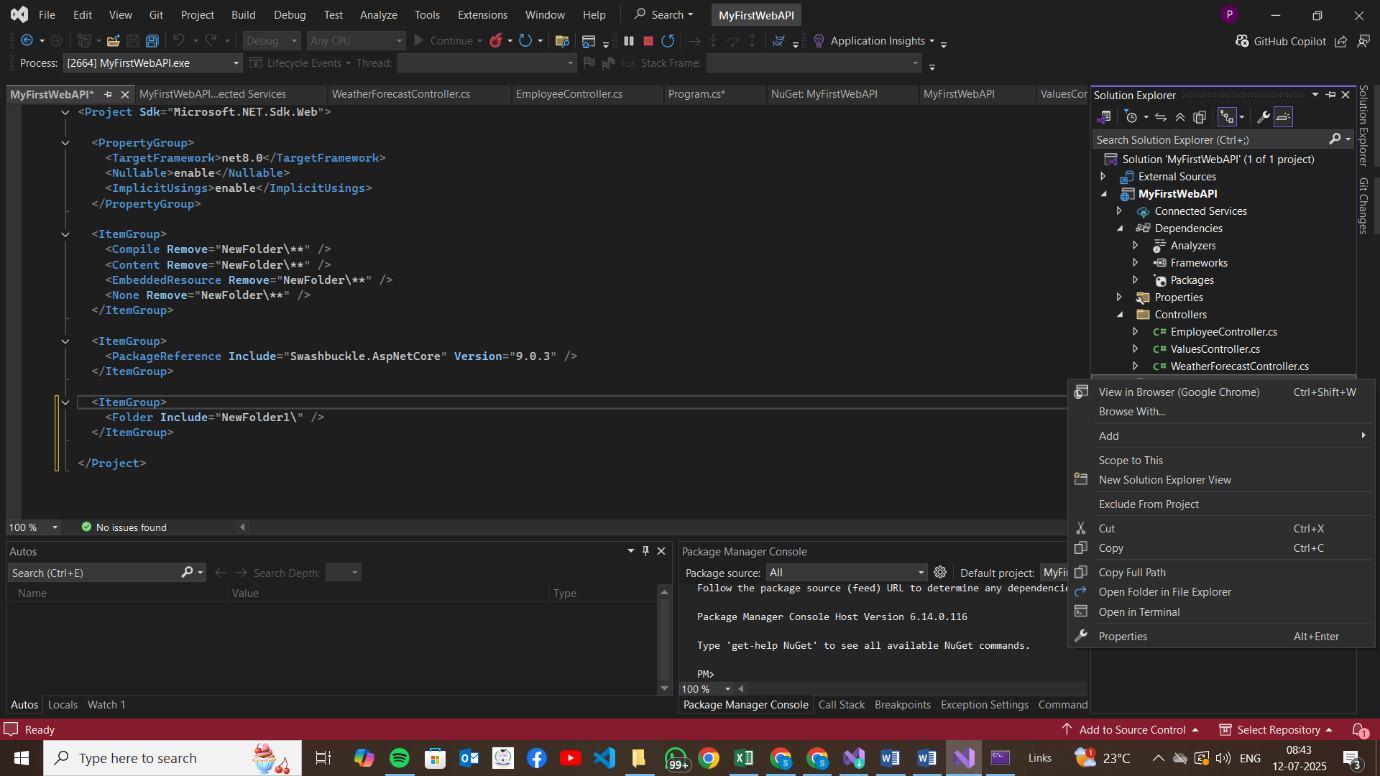 File Edit View Git Project Build Debug Test Analyze Tools Extensions Window Help Search MyFirstWebAPI P
Debug Any CPU Continue Application Insights GitHub Copilot
Process: [2664] MyFirstWebAPI.exe Lifecycle Events Thread: Stack Frame:
MyFirstWebAPI* MyFirstWebAPI...ected Services WeatherForecastController.cs EmployeeController.cs Program.cs* NuGet: MyFirstWebAPI MyFirstWebAPI ValuesCor
<Project Sdk="Microsoft.NET.Sdk.Web">
<PropertyGroup>
<TargetFramework>net8.0</TargetFramework>
<Nullable>enable</Nullable>
<ImplicitUsings>enable</ImplicitUsings>
</PropertyGroup>
<ItemGroup>
<Compile Remove="NewFolder\**" />
<Content Remove="NewFolder\**" />
<EmbeddedResource Remove="NewFolder\**" />
<None Remove="NewFolder\**" />
</ItemGroup>
<ItemGroup>
<PackageReference Include="Swashbuckle.AspNetCore" Version="9.0.3" />
</ItemGroup>
<ItemGroup>
<Folder Include="NewFolder1\" />
</ItemGroup>
</Project>
100 % No issues found
Solution Explorer
Search Solution Explorer (Ctrl+;)
Solution 'MyFirstWebAPI' (1 of 1 project)
External Sources
MyFirstWebAPI
Connected Services
Dependencies
Analyzers
Frameworks
Packages
Properties
Controllers
EmployeeController.cs
ValuesController.cs
WeatherForecastController.cs
Solution Explorer
Git Changes
View in Browser (Google Chrome) Ctrl+Shift+W
Browse With...
Add
Scope to This
New Solution Explorer View
Exclude From Project
Cut Ctrl+X
Copy Ctrl+C
Copy Full Path
Open Folder in File Explorer
Open in Terminal
Properties Alt+Enter
Autos
Search (Ctrl+E) Search Depth:
Name Value Type
Autos Locals Watch 1
Package Manager Console
Package source: All Default project: MyFi
Follow the package source (feed) URL to determine any dependencie
Package Manager Console Host Version 6.14.0.116
Type 'get-help NuGet' to see all available NuGet commands.
PM>
100 %
Package Manager Console Call Stack Breakpoints Exception Settings Command
Ready Add to Source Control Select Repository 1
Type here to search 99+ Links 23°C ENG 08:43 3
12-07-2025